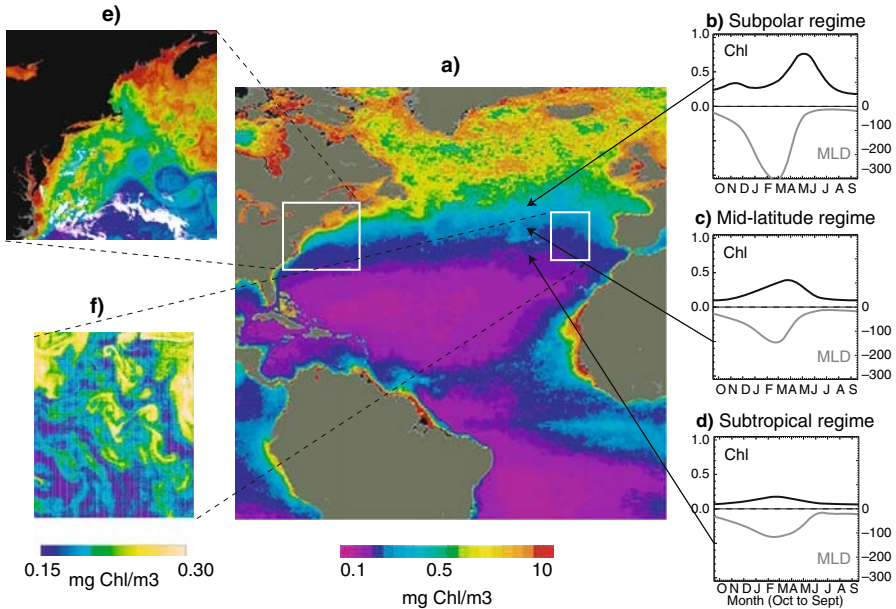 e)
a)
f)
0.15 0.30
mg Chl/m3
0.1 0.5 10
mg Chl/m3
b) Subpolar regime
1.0
0.5
0.0
Chl
MLD
0
-100
-200
-300
O N D J F M A M J J A S
c) Mid-latitude regime
1.0
0.5
0.0
Chl
MLD
0
-100
-200
-300
O N D J F M A M J J A S
d) Subtropical regime
1.0
0.5
0.0
Chl
MLD
0
-100
-200
-300
O N D J F M A M J J A S
Month (Oct to Sept)